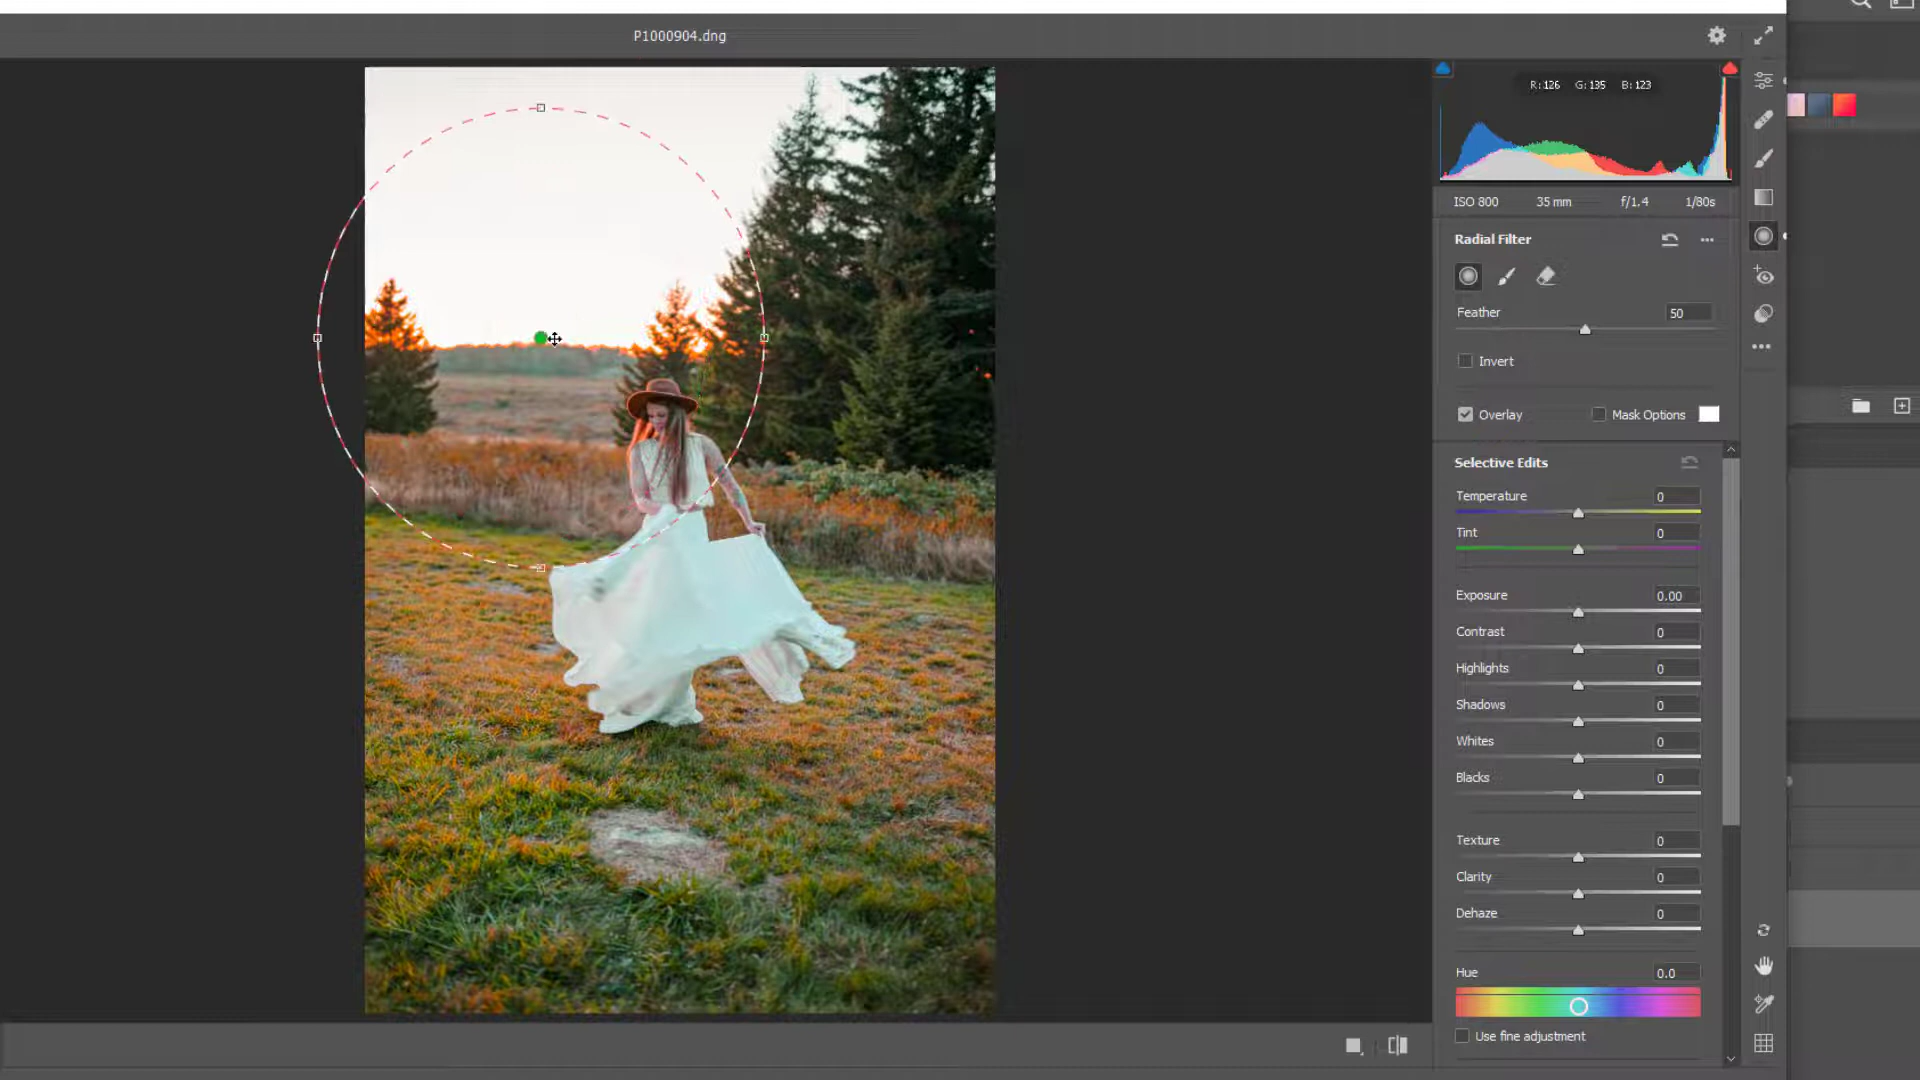 P1000904.dng
R:126 G:135 B:123
ISO 800 35 mm f/1.4 1/80s
Radial Filter
Feather 50
Invert
Overlay Mask Options
Selective Edits
Temperature 0
Tint 0
Exposure 0.00
Contrast 0
Highlights 0
Shadows 0
Whites 0
Blacks 0
Texture 0
Clarity 0
Dehaze 0
Hue 0.0
Use fine adjustment